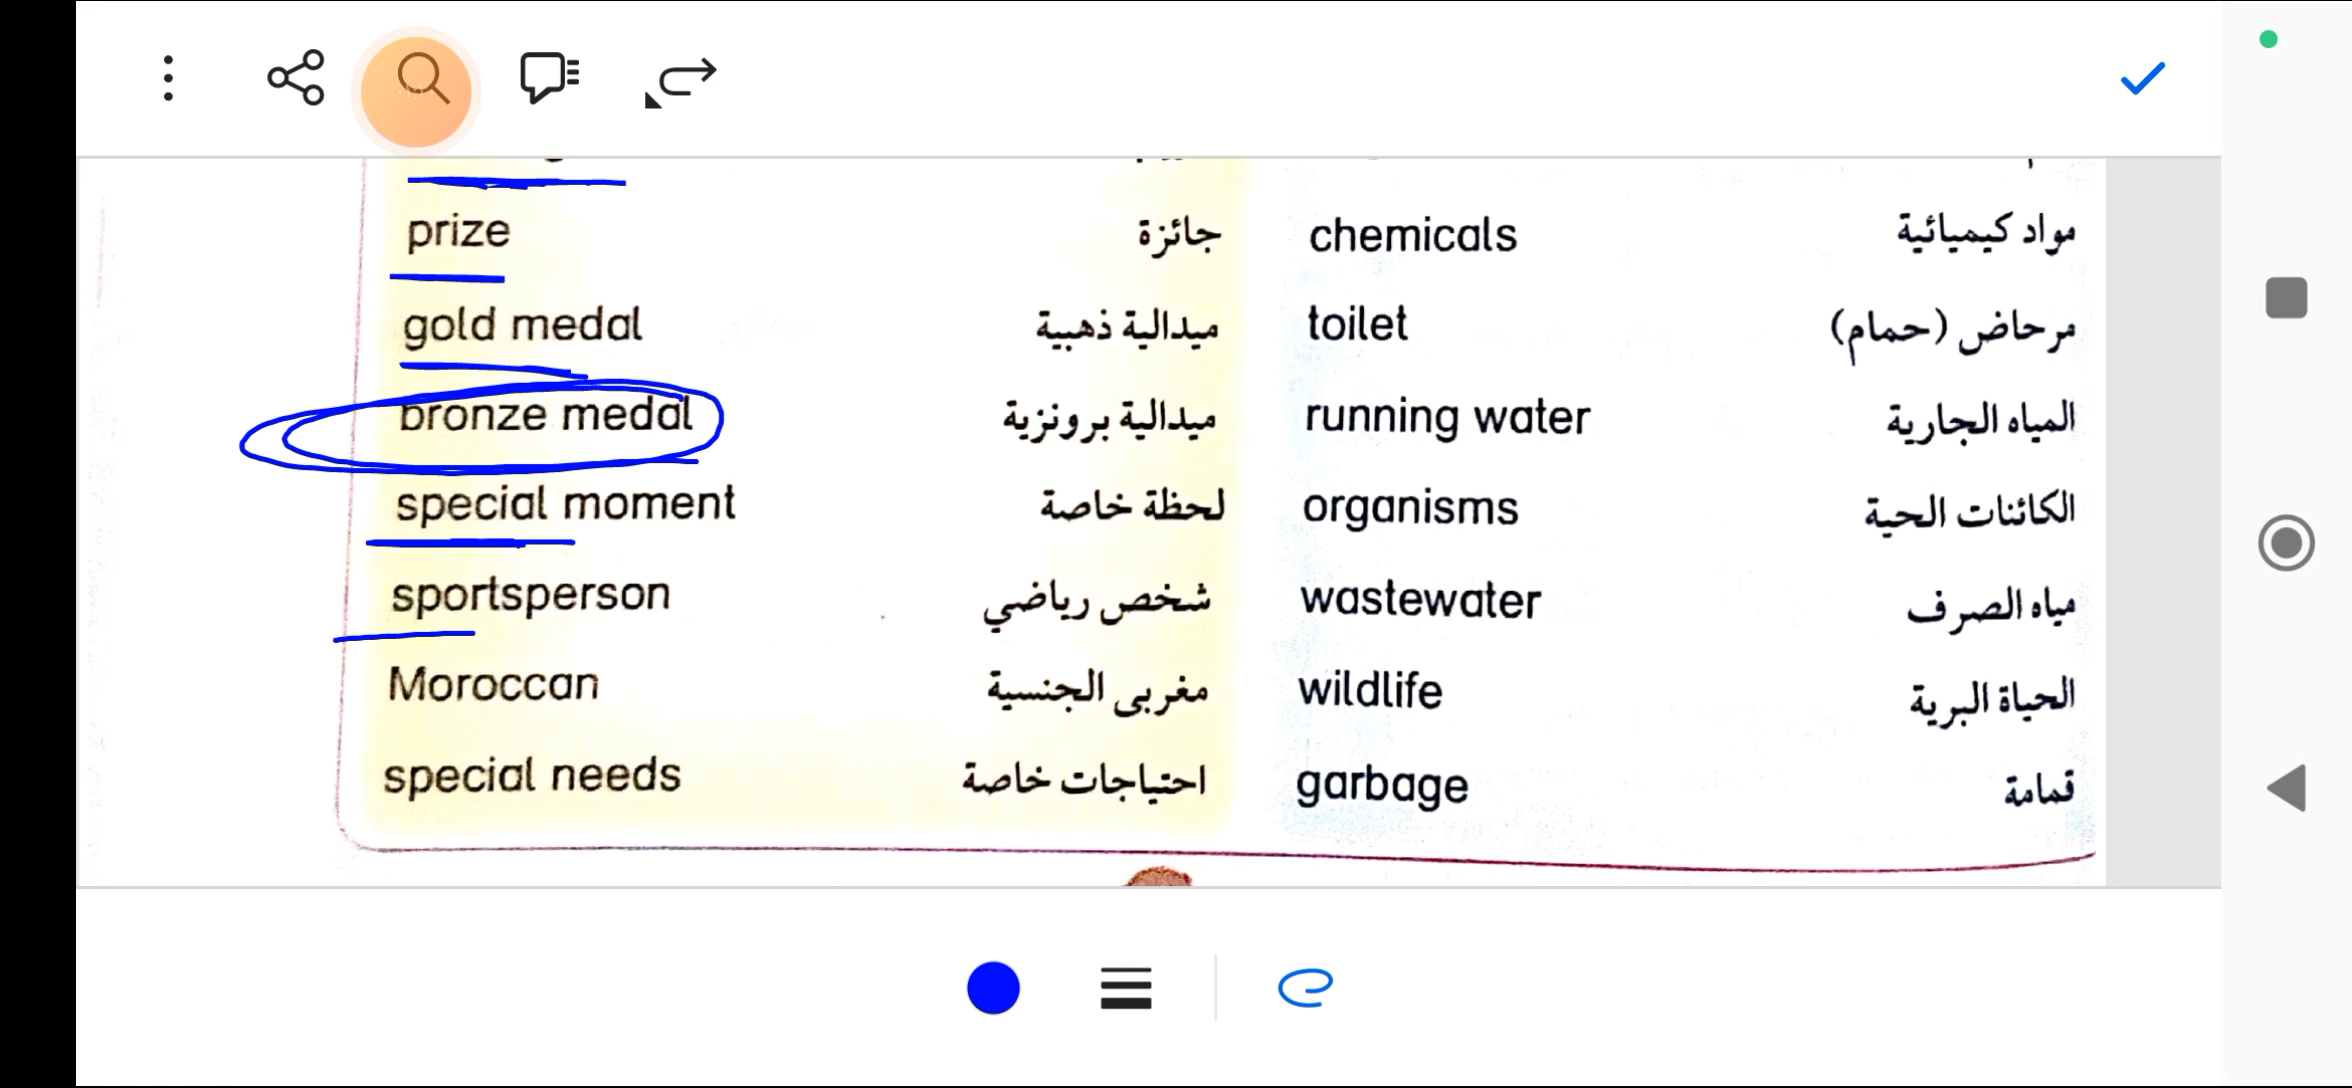 prize جائزة chemicals مواد كيميائية
gold medal ميدالية ذهبية toilet مرحاض (حمام)
bronze medal ميدالية برونزية running water المياه الجارية
special moment لحظة خاصة organisms الكائنات الحية
sportsperson شخص رياضي wastewater مياه الصرف
Moroccan مغربى الجنسية wildlife الحياة البرية
special needs احتياجات خاصة garbage قمامة